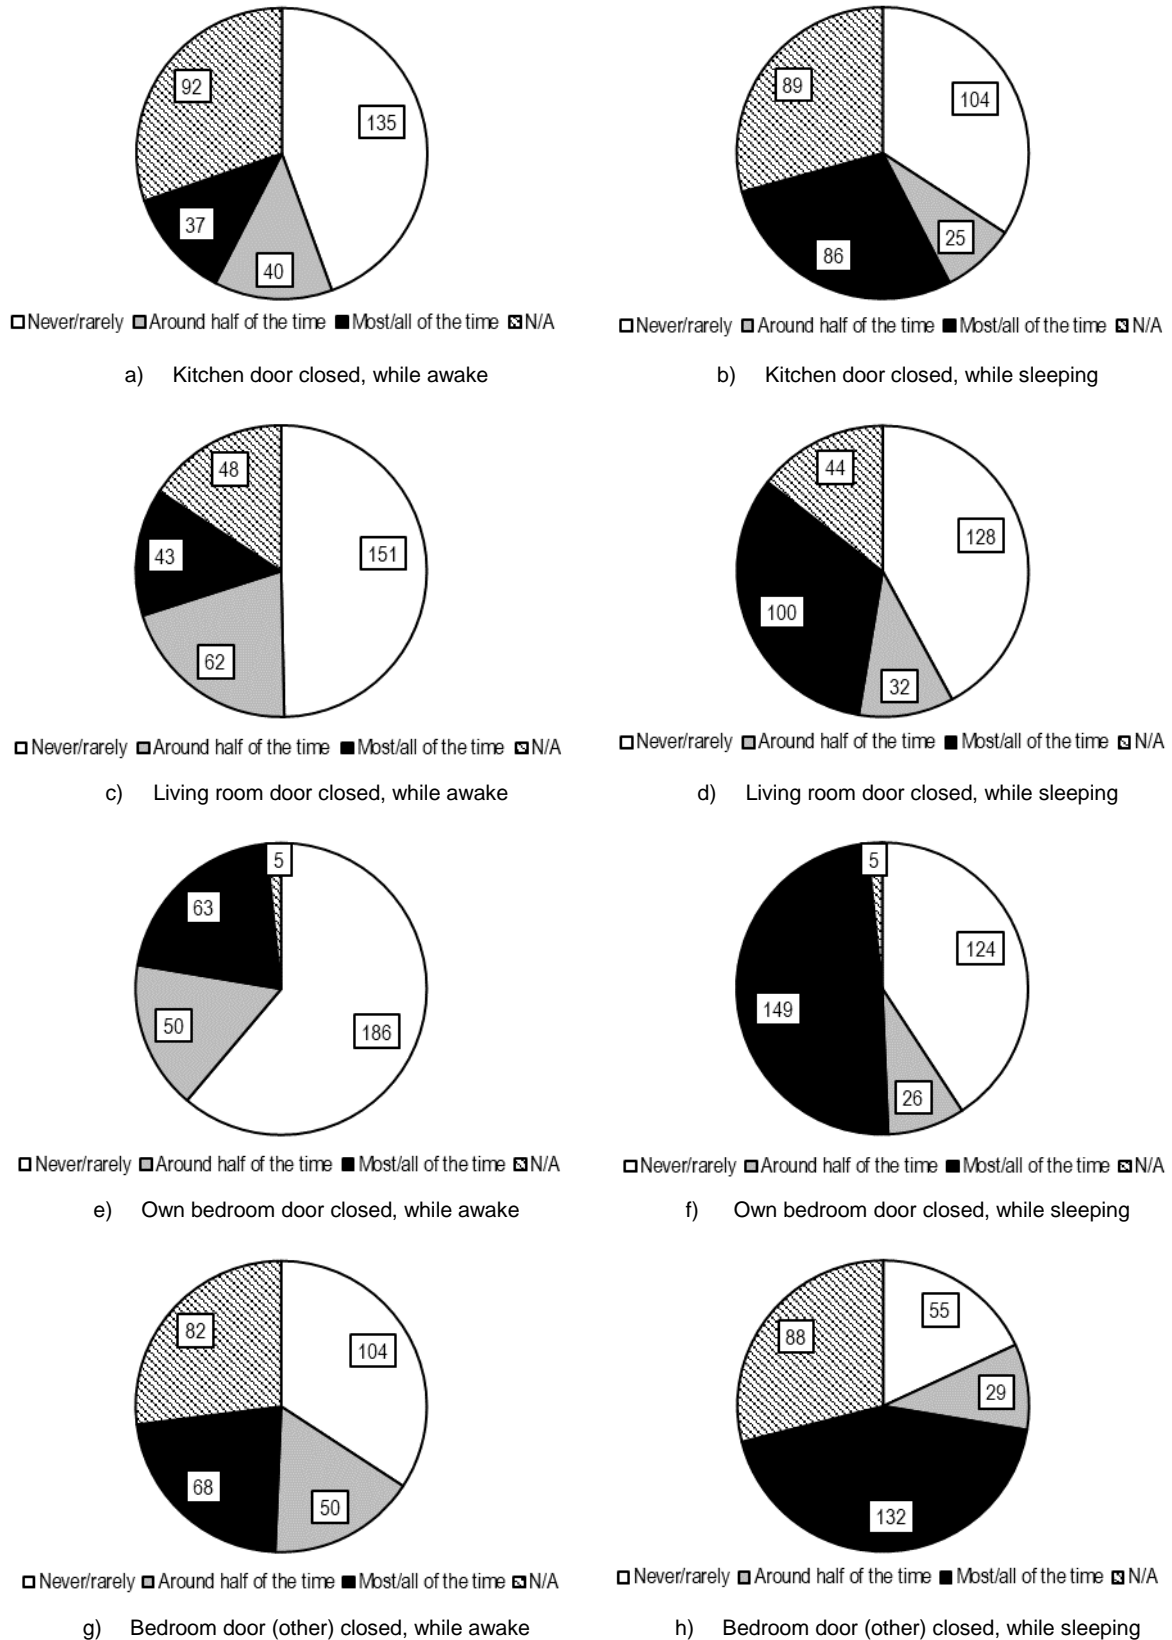 92
135
37
40
Never/rarely Around half of the time Most/all of the time N/A
a) Kitchen door closed, while awake
89
104
25
86
Never/rarely Around half of the time Most/all of the time N/A
b) Kitchen door closed, while sleeping
48
151
43
62
Never/rarely Around half of the time Most/all of the time N/A
c) Living room door closed, while awake
44
128
100
32
Never/rarely Around half of the time Most/all of the time N/A
d) Living room door closed, while sleeping
5
63
50
186
Never/rarely Around half of the time Most/all of the time N/A
e) Own bedroom door closed, while awake
5
124
149
26
Never/rarely Around half of the time Most/all of the time N/A
f) Own bedroom door closed, while sleeping
82
104
68
50
Never/rarely Around half of the time Most/all of the time N/A
g) Bedroom door (other) closed, while awake
55
88
29
132
Never/rarely Around half of the time Most/all of the time N/A
h) Bedroom door (other) closed, while sleeping